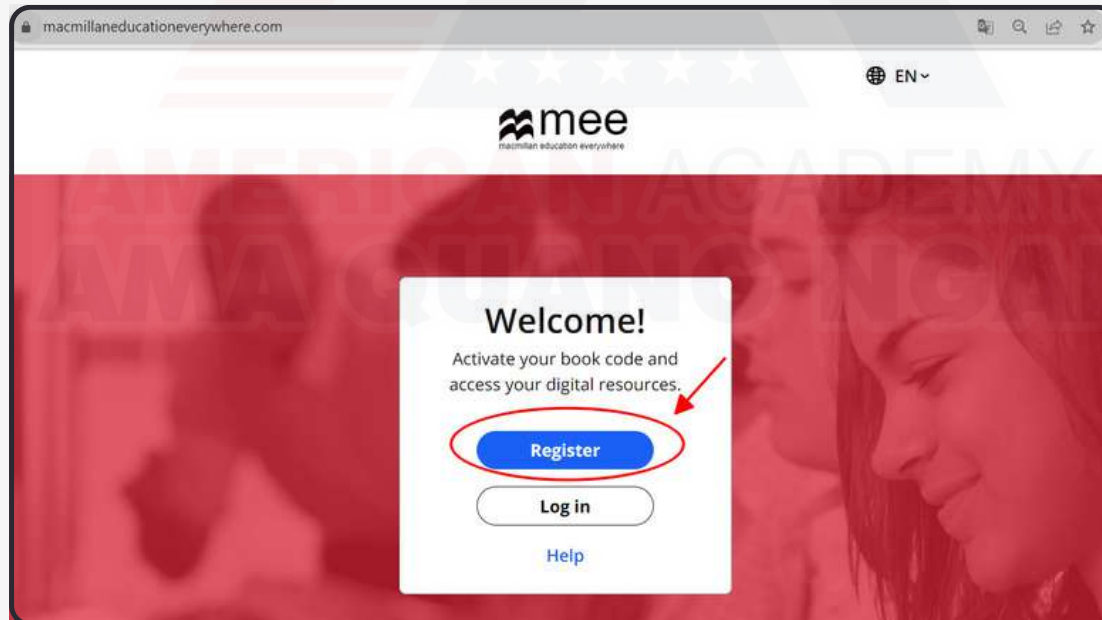 macmillaneducationeverywhere.com
EN
mee
macmillan education everywhere
AMERICAN ACADEMY
AMA QUANG NGAI
Welcome!
Activate your book code and
access your digital resources.
Register
Log in
Help